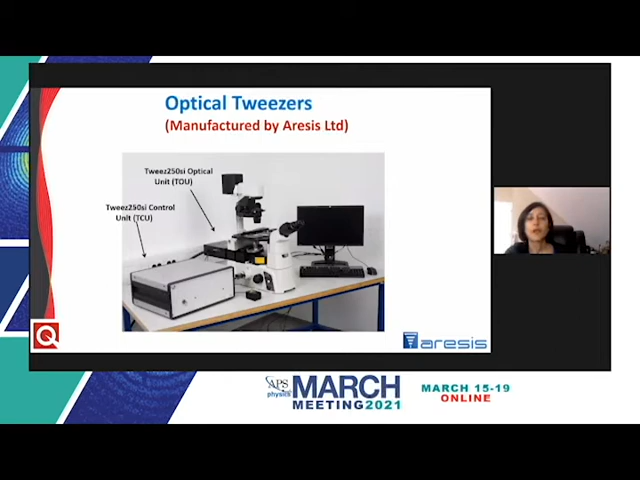 Optical Tweezers
(Manufactured by Aresis Ltd)
Tweez250si Optical
Unit (TOU)
Tweez250si Control
Unit (TCU)
Q
aresis
APS
physics
MARCH
MEETING2021
MARCH 15-19
ONLINE